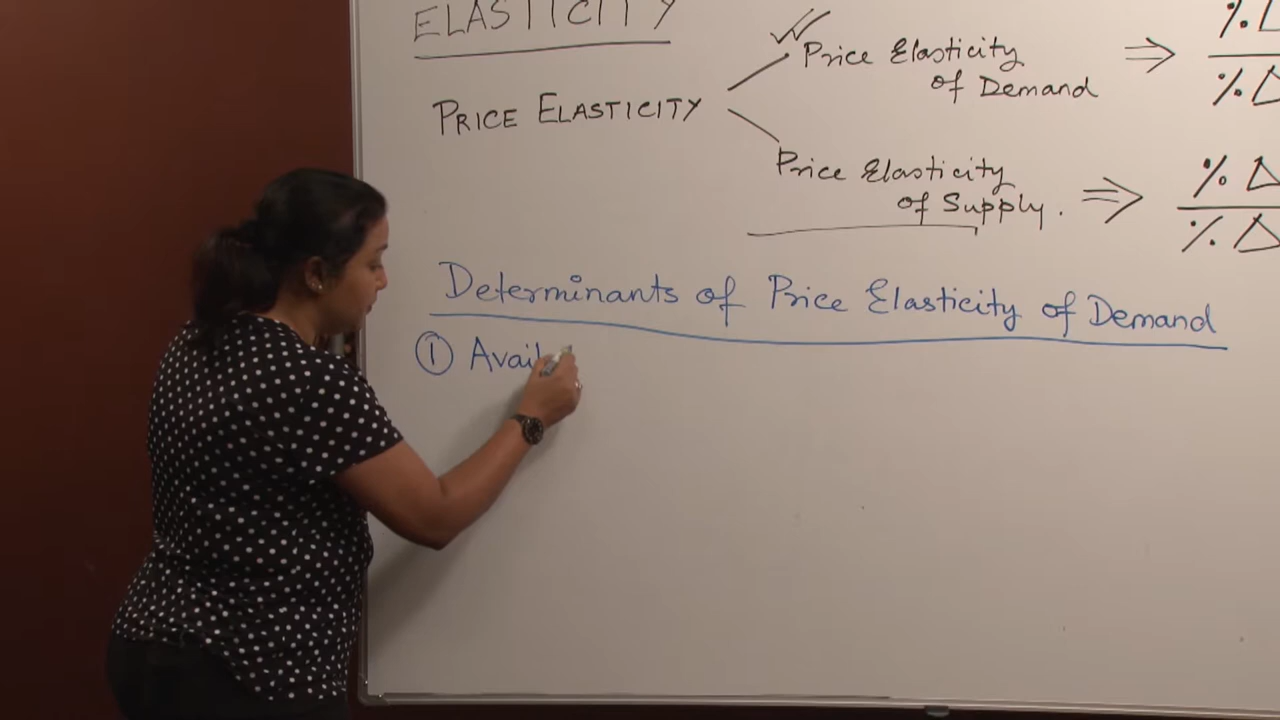 ELASTICITY
PRICE ELASTICITY
Price Elasticity
of Demand ⇒
% Δ
% Δ
Price Elasticity
of Supply. ⇒
% Δ
% Δ
Determinants of Price Elasticity of Demand
① Avail